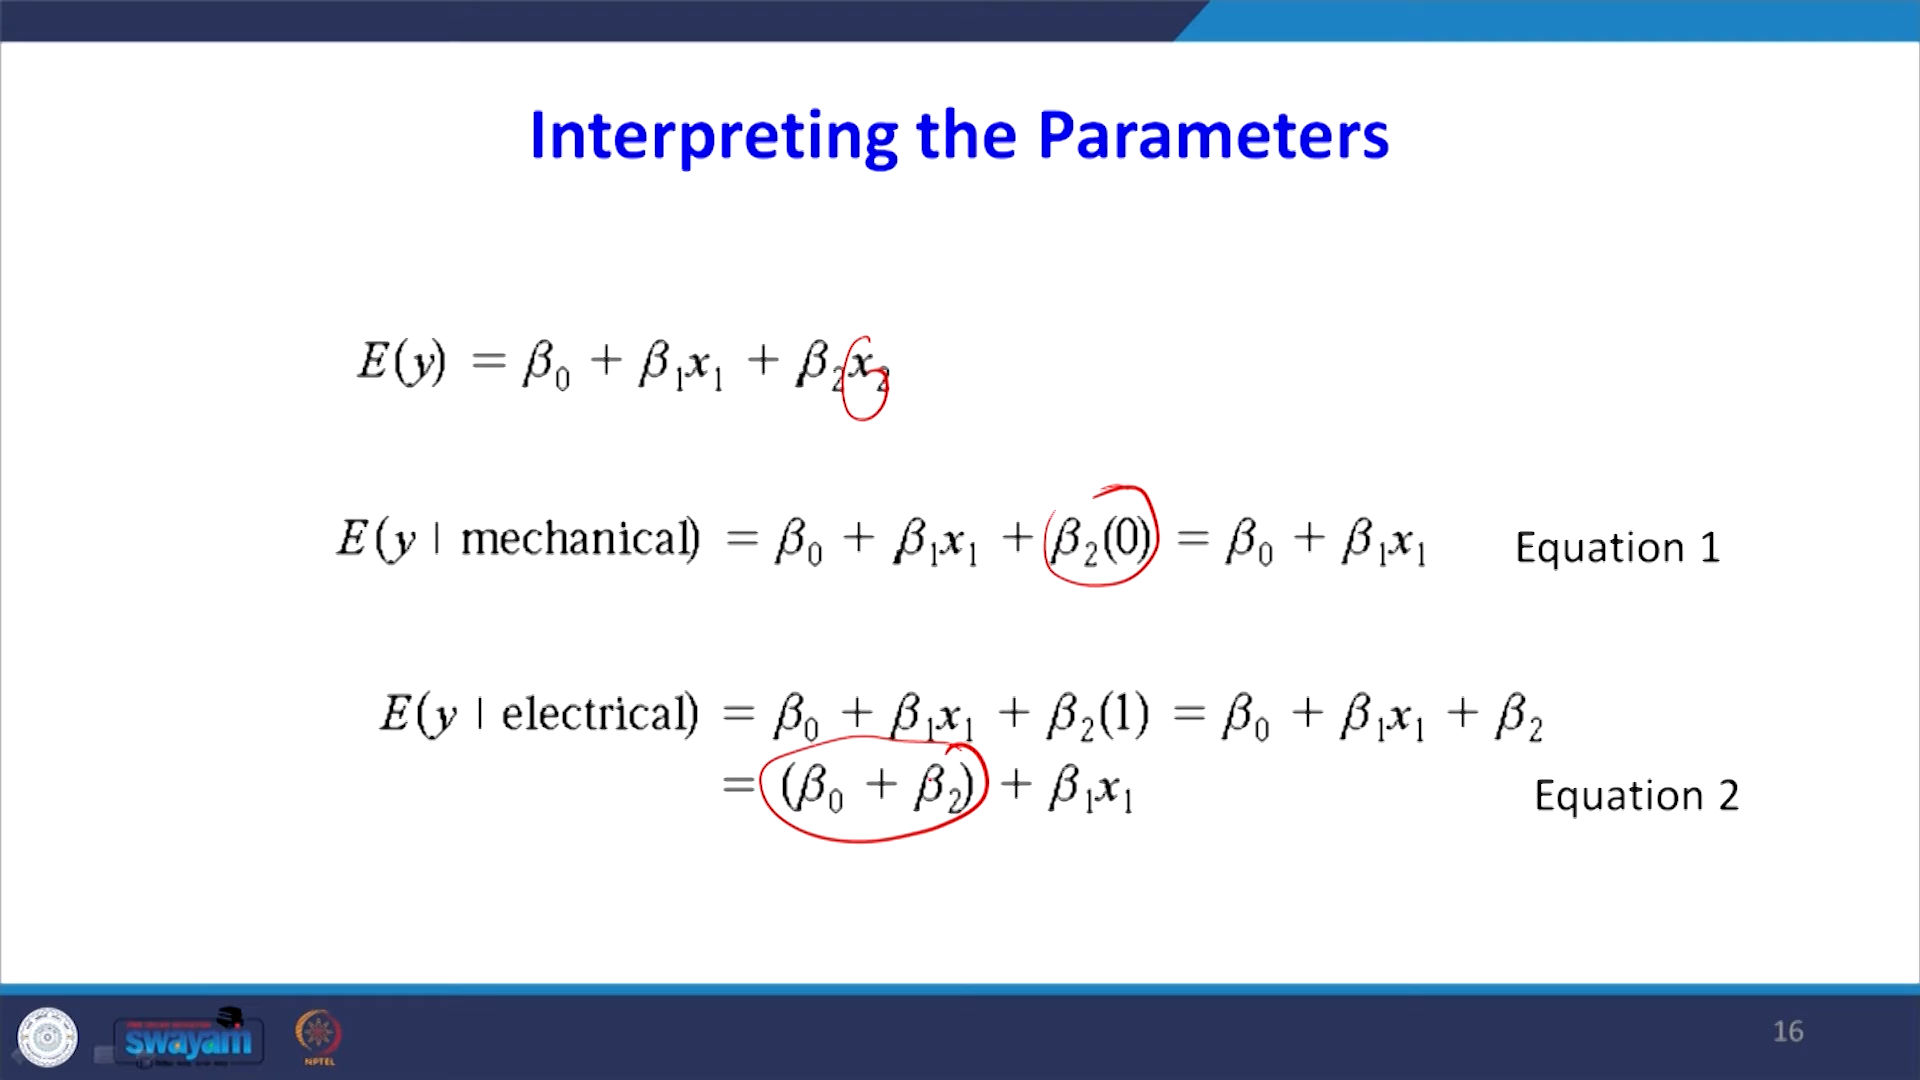 Interpreting the Parameters
E(y) = β₀ + β₁x₁ + β₂x₂
E(y | mechanical) = β₀ + β₁x₁ + β₂(0) = β₀ + β₁x₁ Equation 1
E(y | electrical) = β₀ + β₁x₁ + β₂(1) = β₀ + β₁x₁ + β₂
= (β₀ + β₂) + β₁x₁ Equation 2
swayam
NPTEL
16